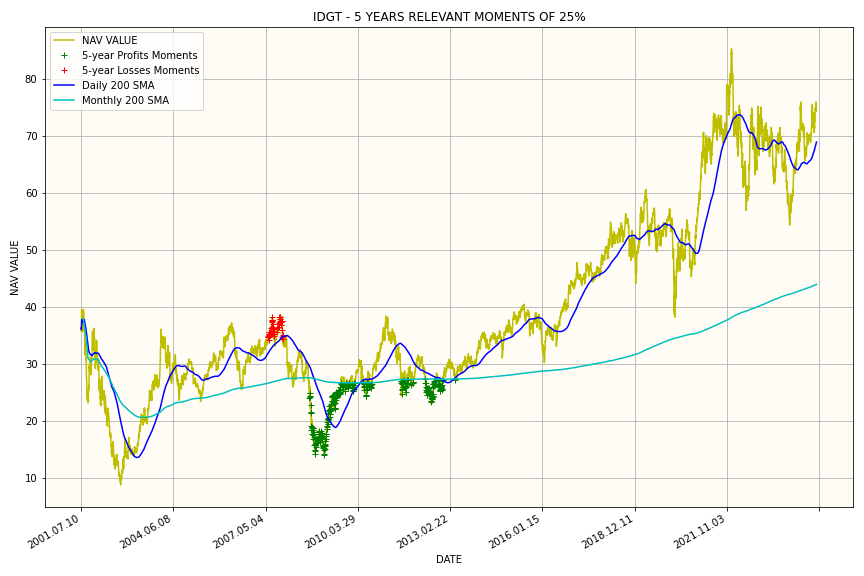 IDGT - 5 YEARS RELEVANT MOMENTS OF 25%
NAV VALUE
5-year Profits Moments
5-year Losses Moments
Daily 200 SMA
Monthly 200 SMA
80
70
60
50
40
30
20
10
NAV VALUE
2001.07.10
2004.06.08
2007.05.04
2010.03.29
2013.02.22
2016.01.15
2018.12.11
2021.11.03
DATE